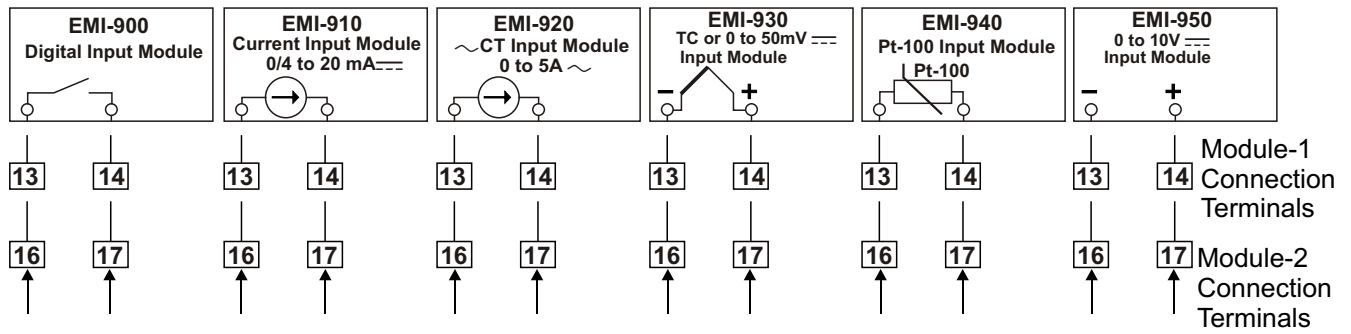 EMI-900
Digital Input Module
EMI-910
Current Input Module
0/4 to 20 mA
EMI-920
CT Input Module
0 to 5A
EMI-930
TC or 0 to 50mV
Input Module
− +
EMI-940
Pt-100 Input Module
Pt-100
EMI-950
0 to 10V
Input Module
− +
13 14 13 14 13 14 13 14 13 14 13 14
Module-1
Connection
Terminals
16 17 16 17 16 17 16 17 16 17 16 17
Module-2
Connection
Terminals